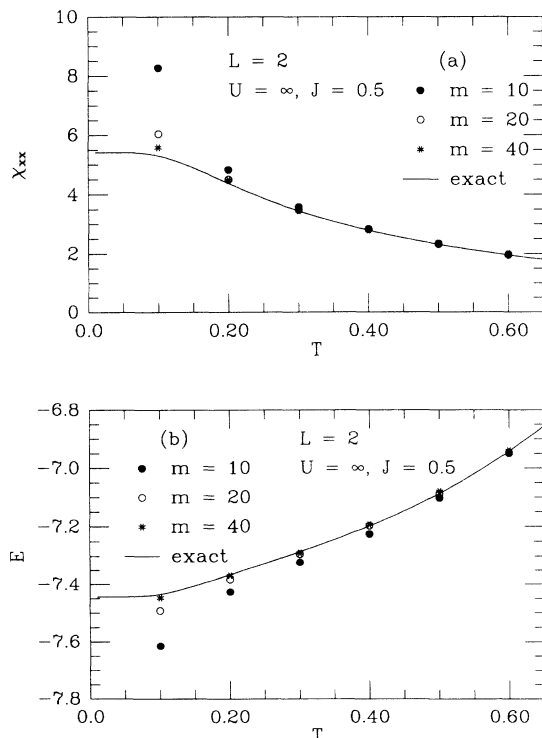 10
8
6
4
2
0
χxx
L = 2
U = ∞, J = 0.5
(a)
● m = 10
○ m = 20
* m = 40
— exact
0.0 0.20 0.40 0.60
T
−6.8
−7.0
−7.2
−7.4
−7.6
−7.8
E
(b)
● m = 10
○ m = 20
* m = 40
— exact
L = 2
U = ∞, J = 0.5
0.0 0.20 0.40 0.60
T